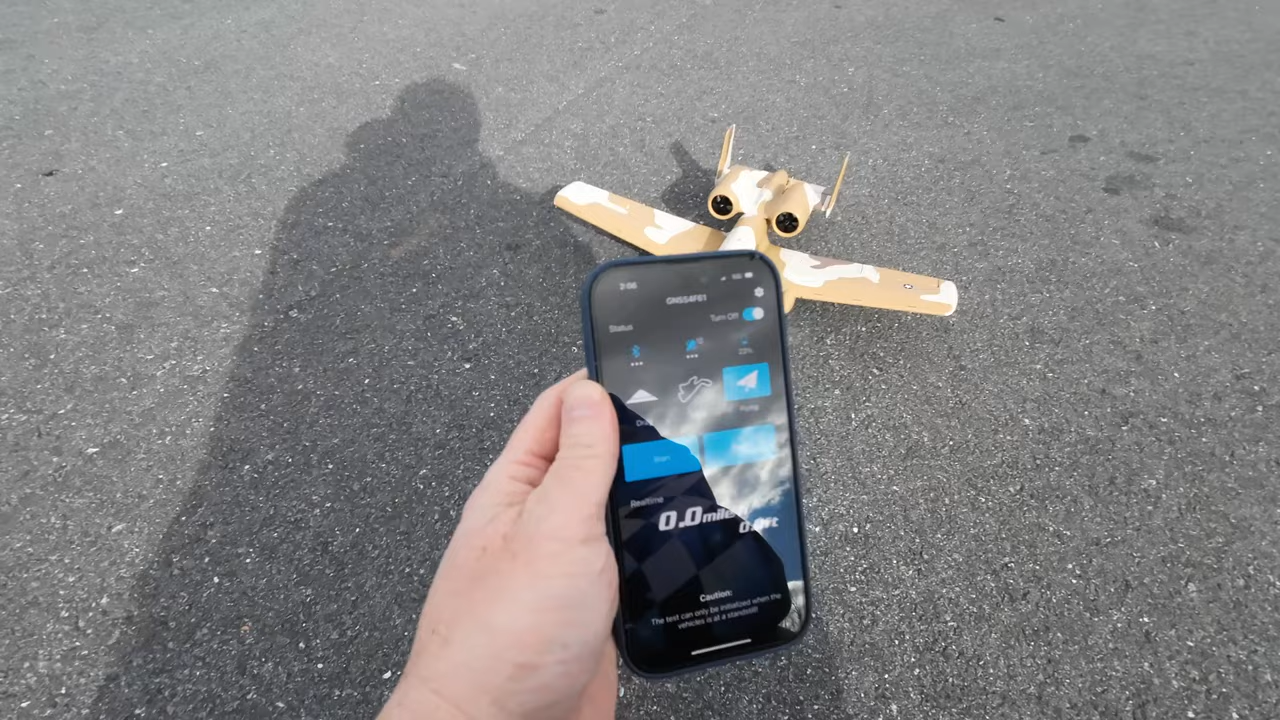 3:06
GNSS4F61
Turn Off
Status
22%
Flying
Start
Realtime
0.0mile/h
0.0ft
Caution:
The test can only be initialized when the
vehicles is at a standstill